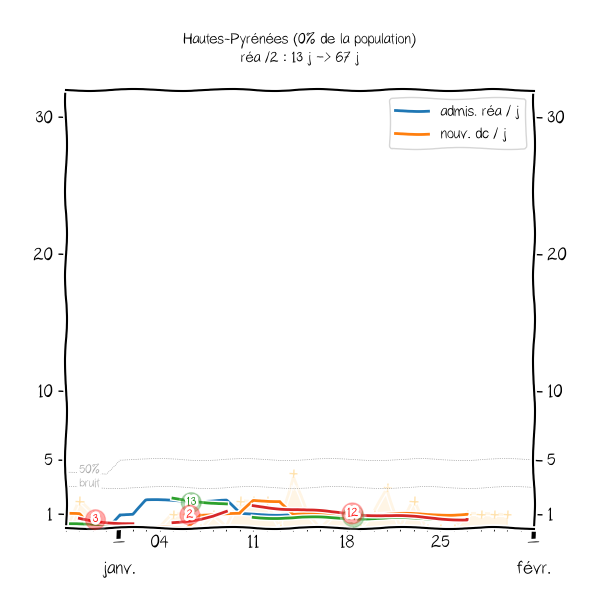 Hautes-Pyrénées (0% de la population)
réa /2 : 13 j -> 67 j
admis. réa / j
nouv. dc / j
30
30
20
20
10
10
5
5
50%
bruit
1
1
3
13
2
12
04
11
18
25
janv.
févr.